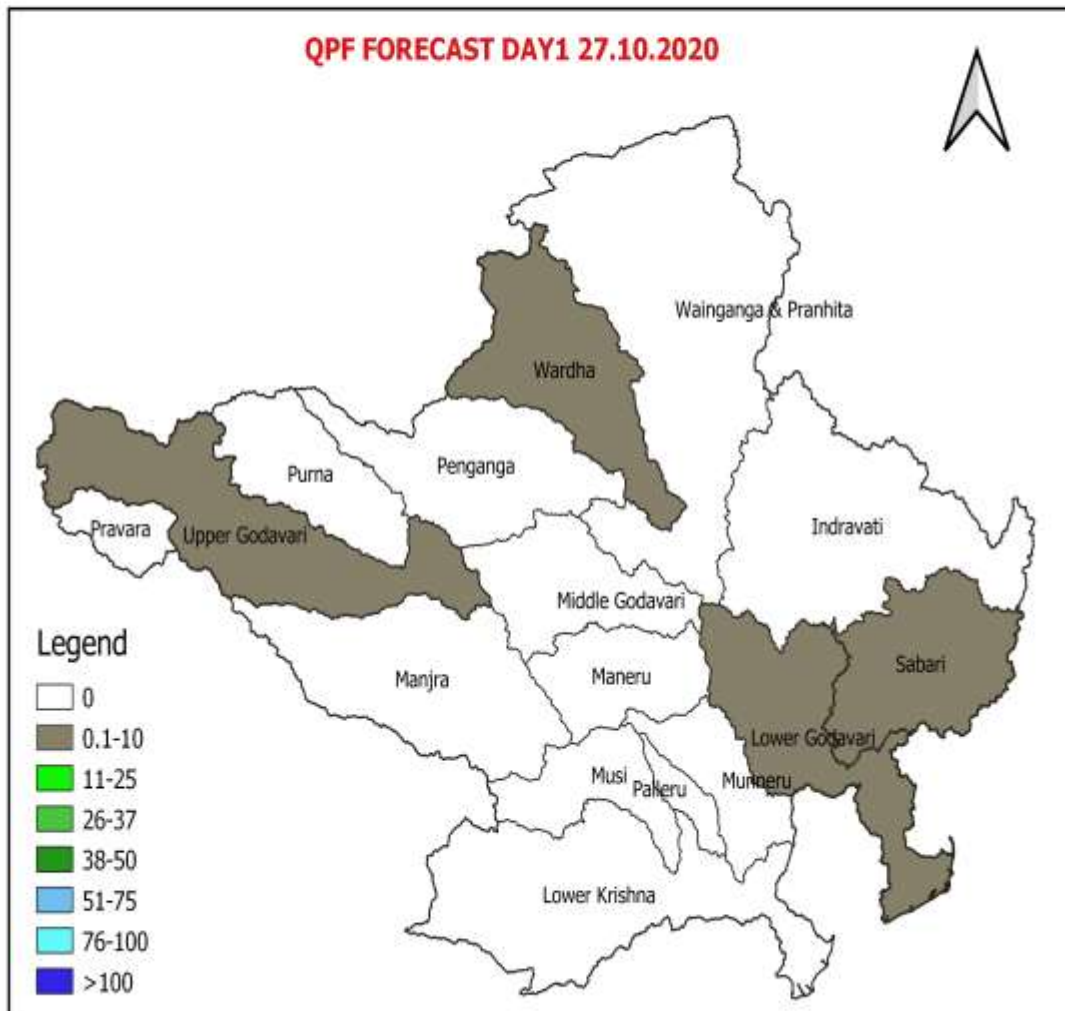 QPF FORECAST DAY1 27.10.2020
Wainganga & Pranhita
Wardha
Penganga
Purna
Pravara
Upper Godavari
Indravati
Middle Godavari
Maneru
Manjra
Sabari
Lower Godavari
Musi
Palleru
Munneru
Lower Krishna
Legend
0
0.1-10
11-25
26-37
38-50
51-75
76-100
>100